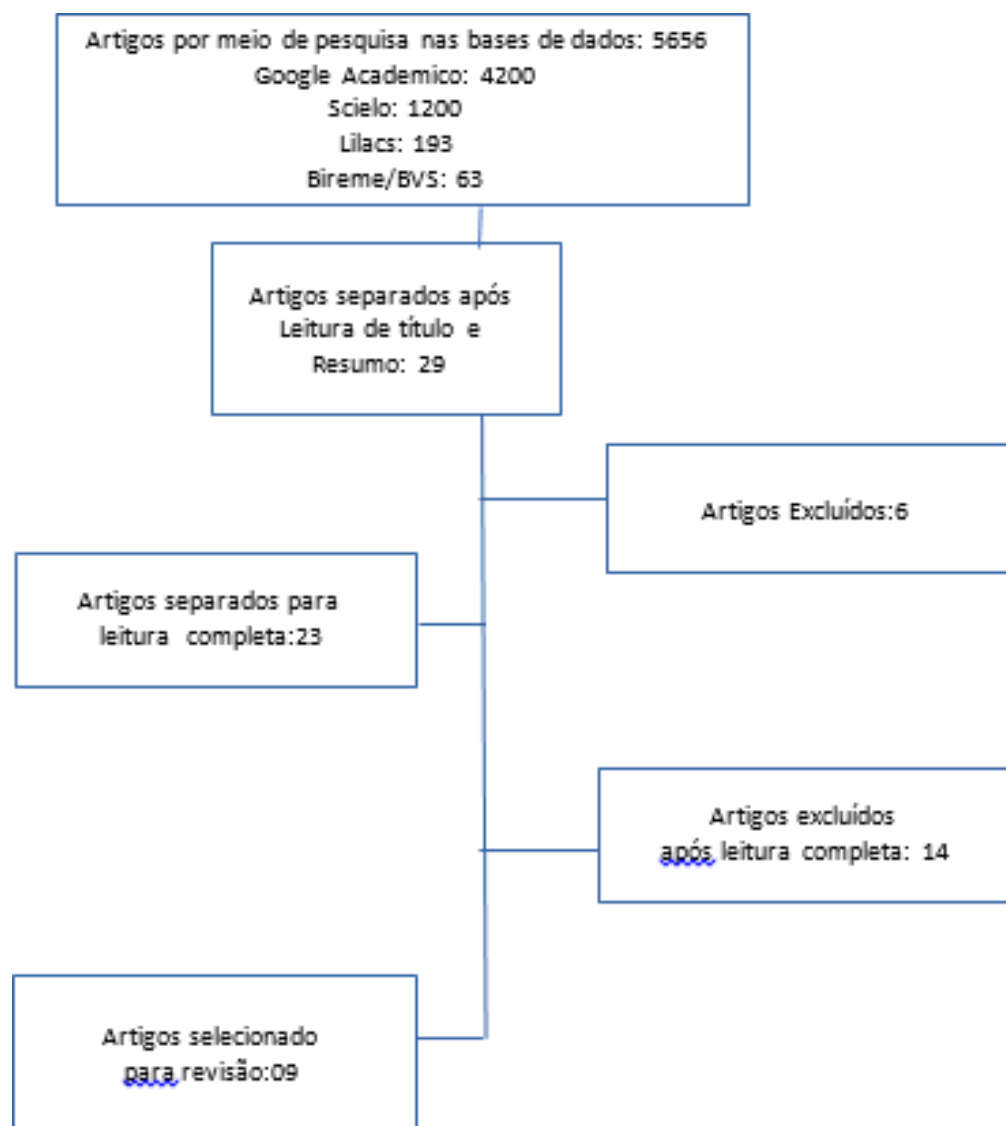 Artigos por meio de pesquisa nas bases de dados: 5656
Google Academico: 4200
Scielo: 1200
Lilacs: 193
Bireme/BVS: 63
Artigos separados após
Leitura de título e
Resumo: 29
Artigos Excluídos:6
Artigos separados para
leitura completa:23
Artigos excluídos
após leitura completa: 14
Artigos selecionado
para revisão:09